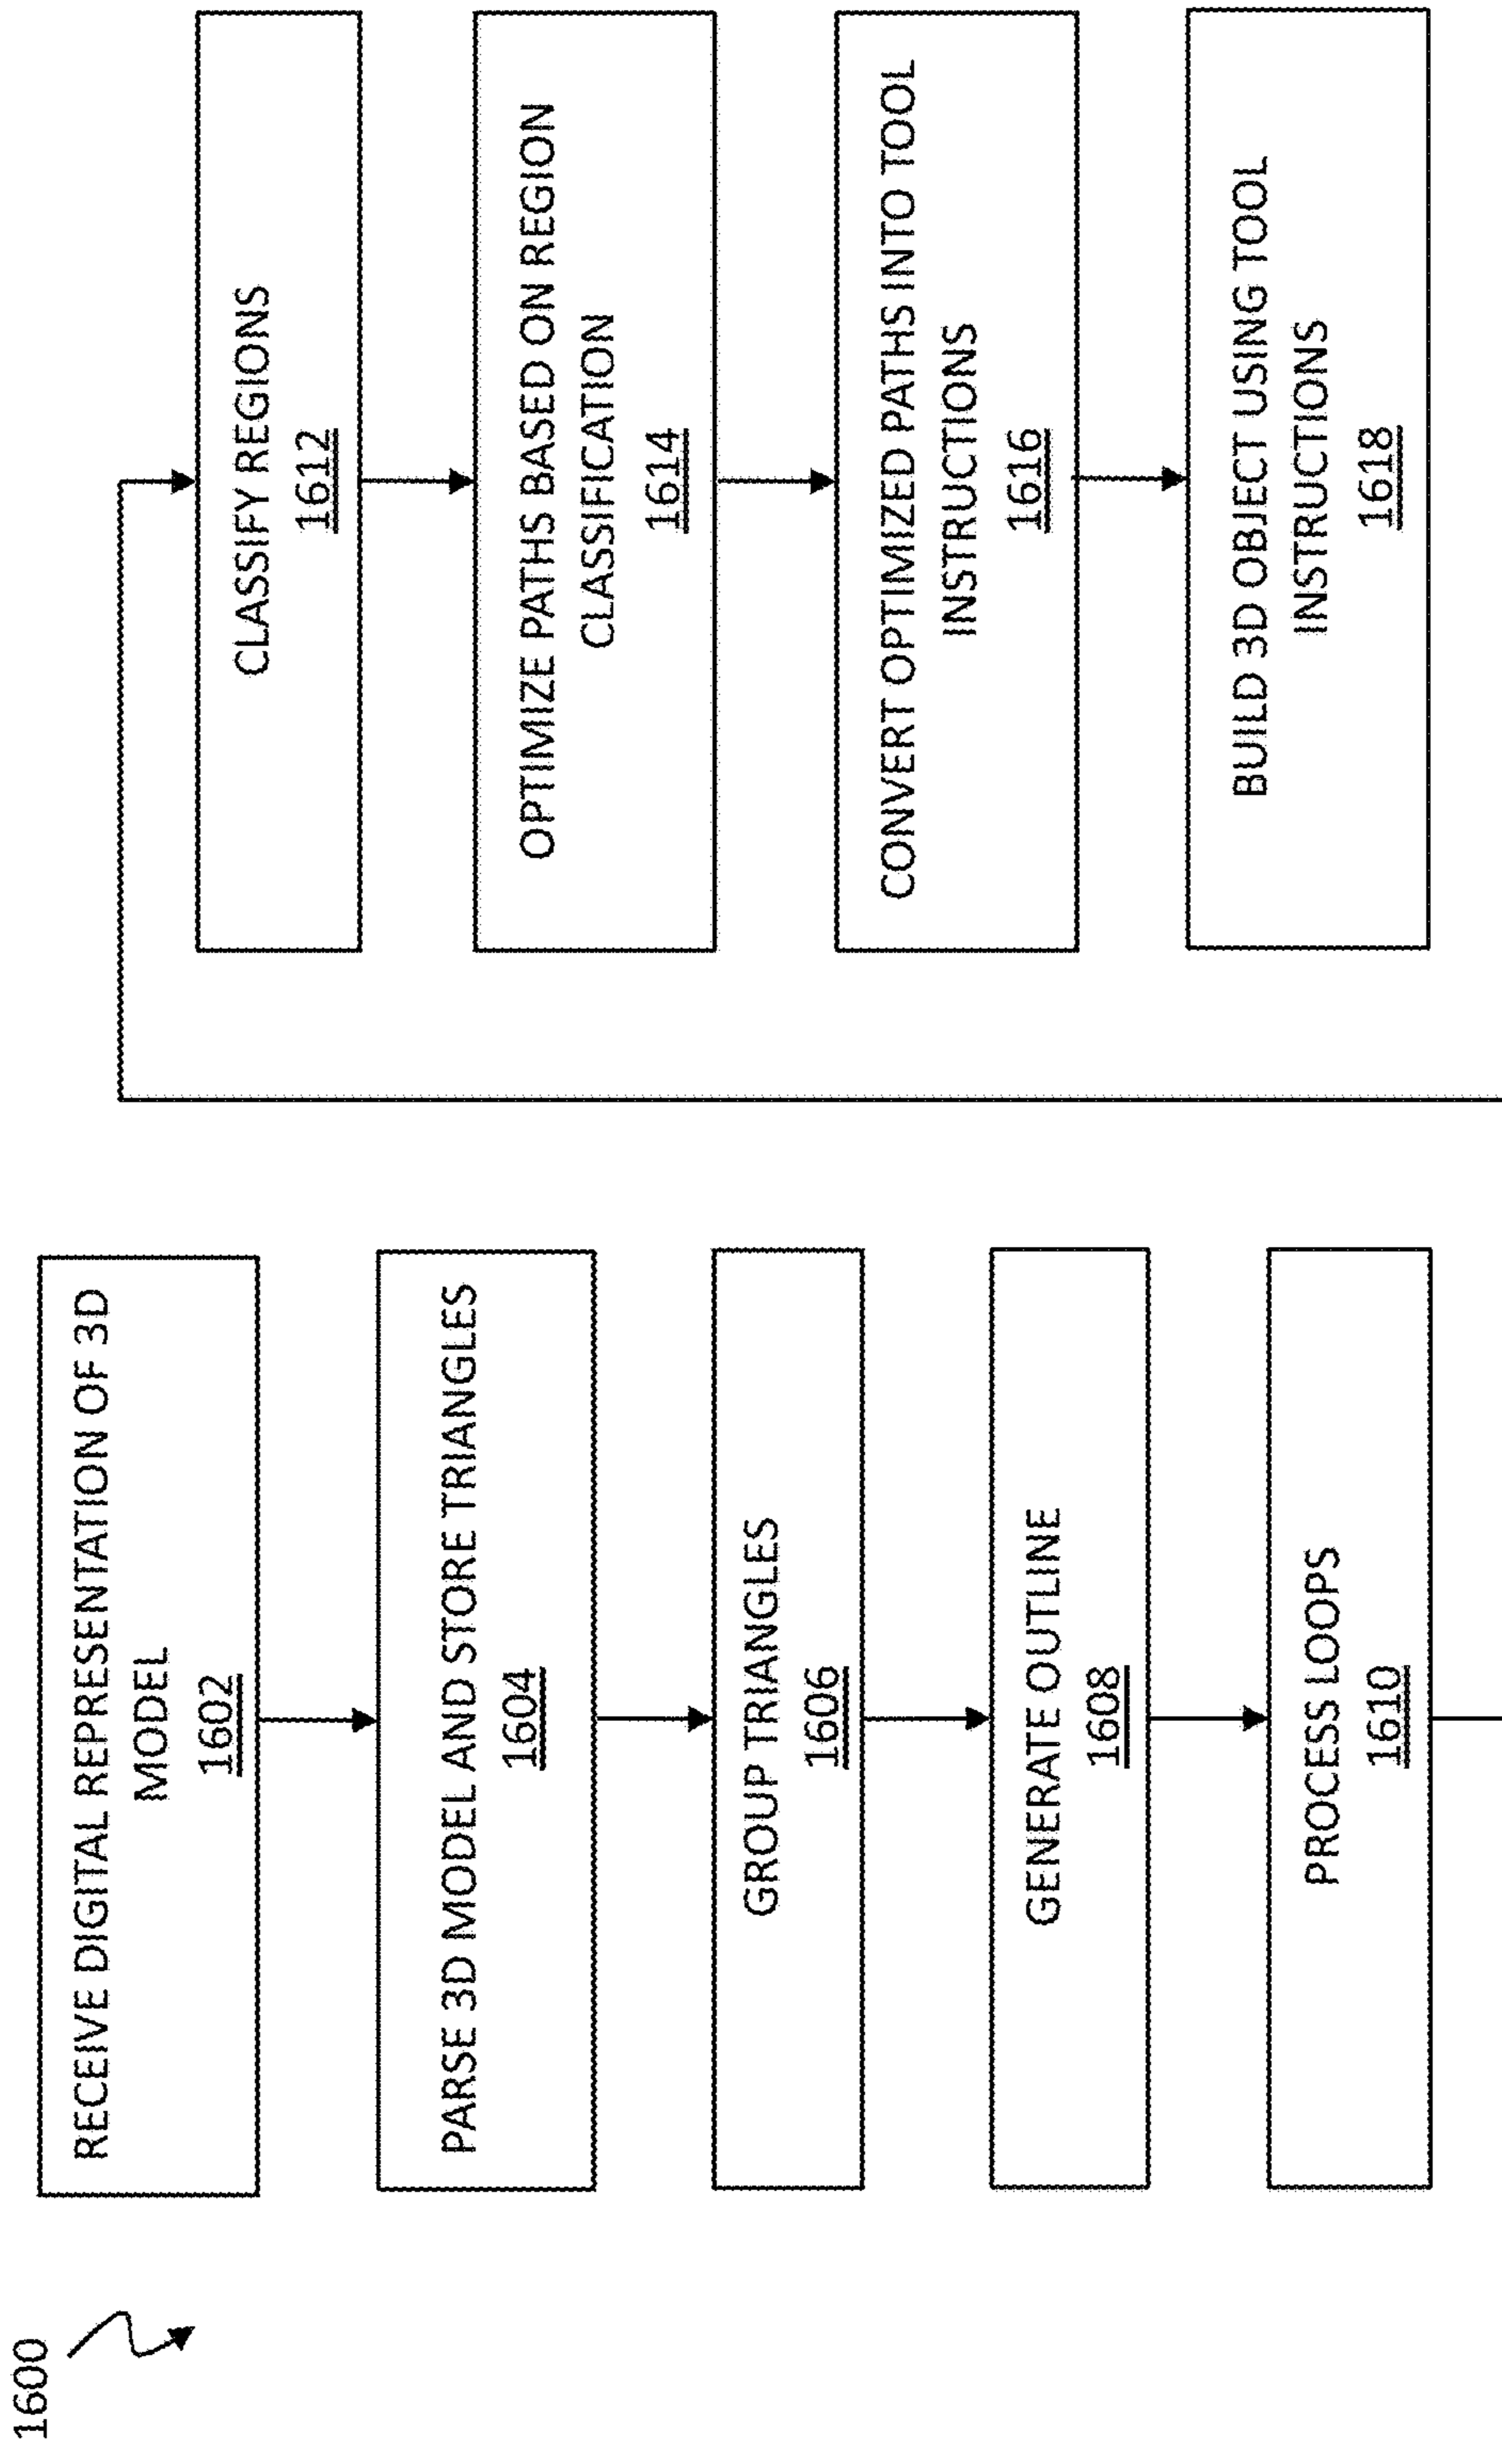 1600
RECEIVE DIGITAL REPRESENTATION OF 3D
MODEL
1602
PARSE 3D MODEL AND STORE TRIANGLES
1604
GROUP TRIANGLES
1606
GENERATE OUTLINE
1608
PROCESS LOOPS
1610
CLASSIFY REGIONS
1612
OPTIMIZE PATHS BASED ON REGION
CLASSIFICATION
1614
CONVERT OPTIMIZED PATHS INTO TOOL
INSTRUCTIONS
1616
BUILD 3D OBJECT USING TOOL
INSTRUCTIONS
1618